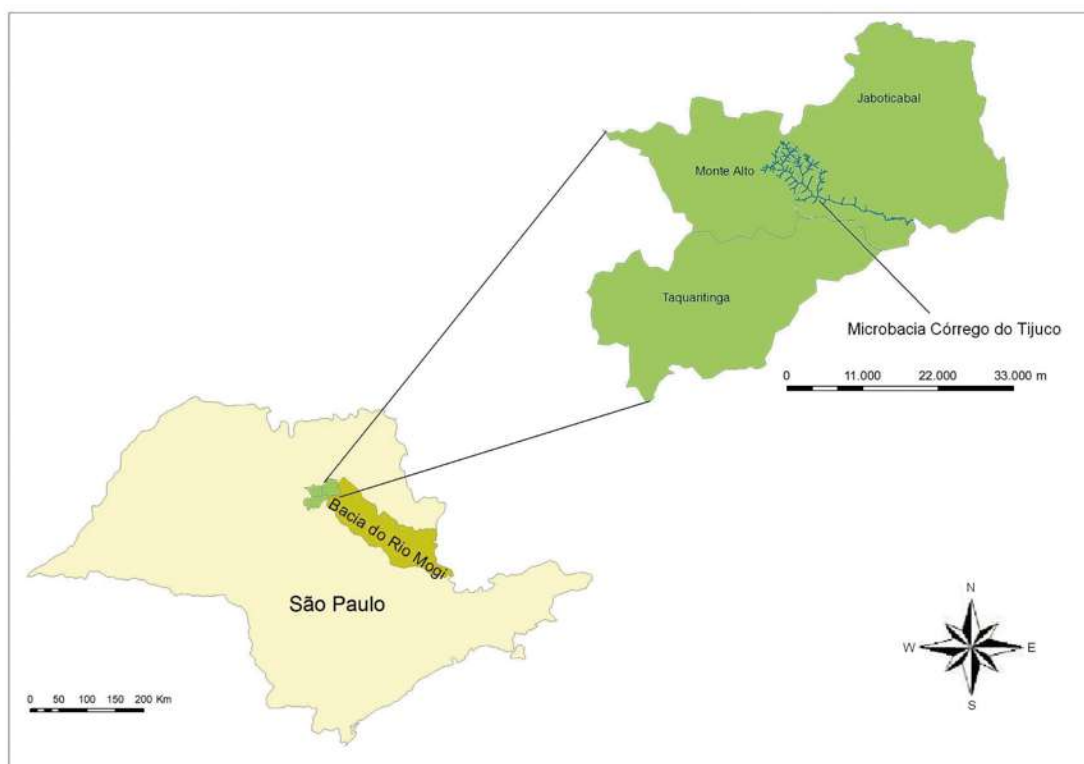 Jaboticabal
Monte Alto
Taquaritinga
Microbacia Córrego do Tijuco
0 11.000 22.000 33.000 m
Bacia do Rio Mogi
São Paulo
0 50 100 150 200 Km
N
W E
S